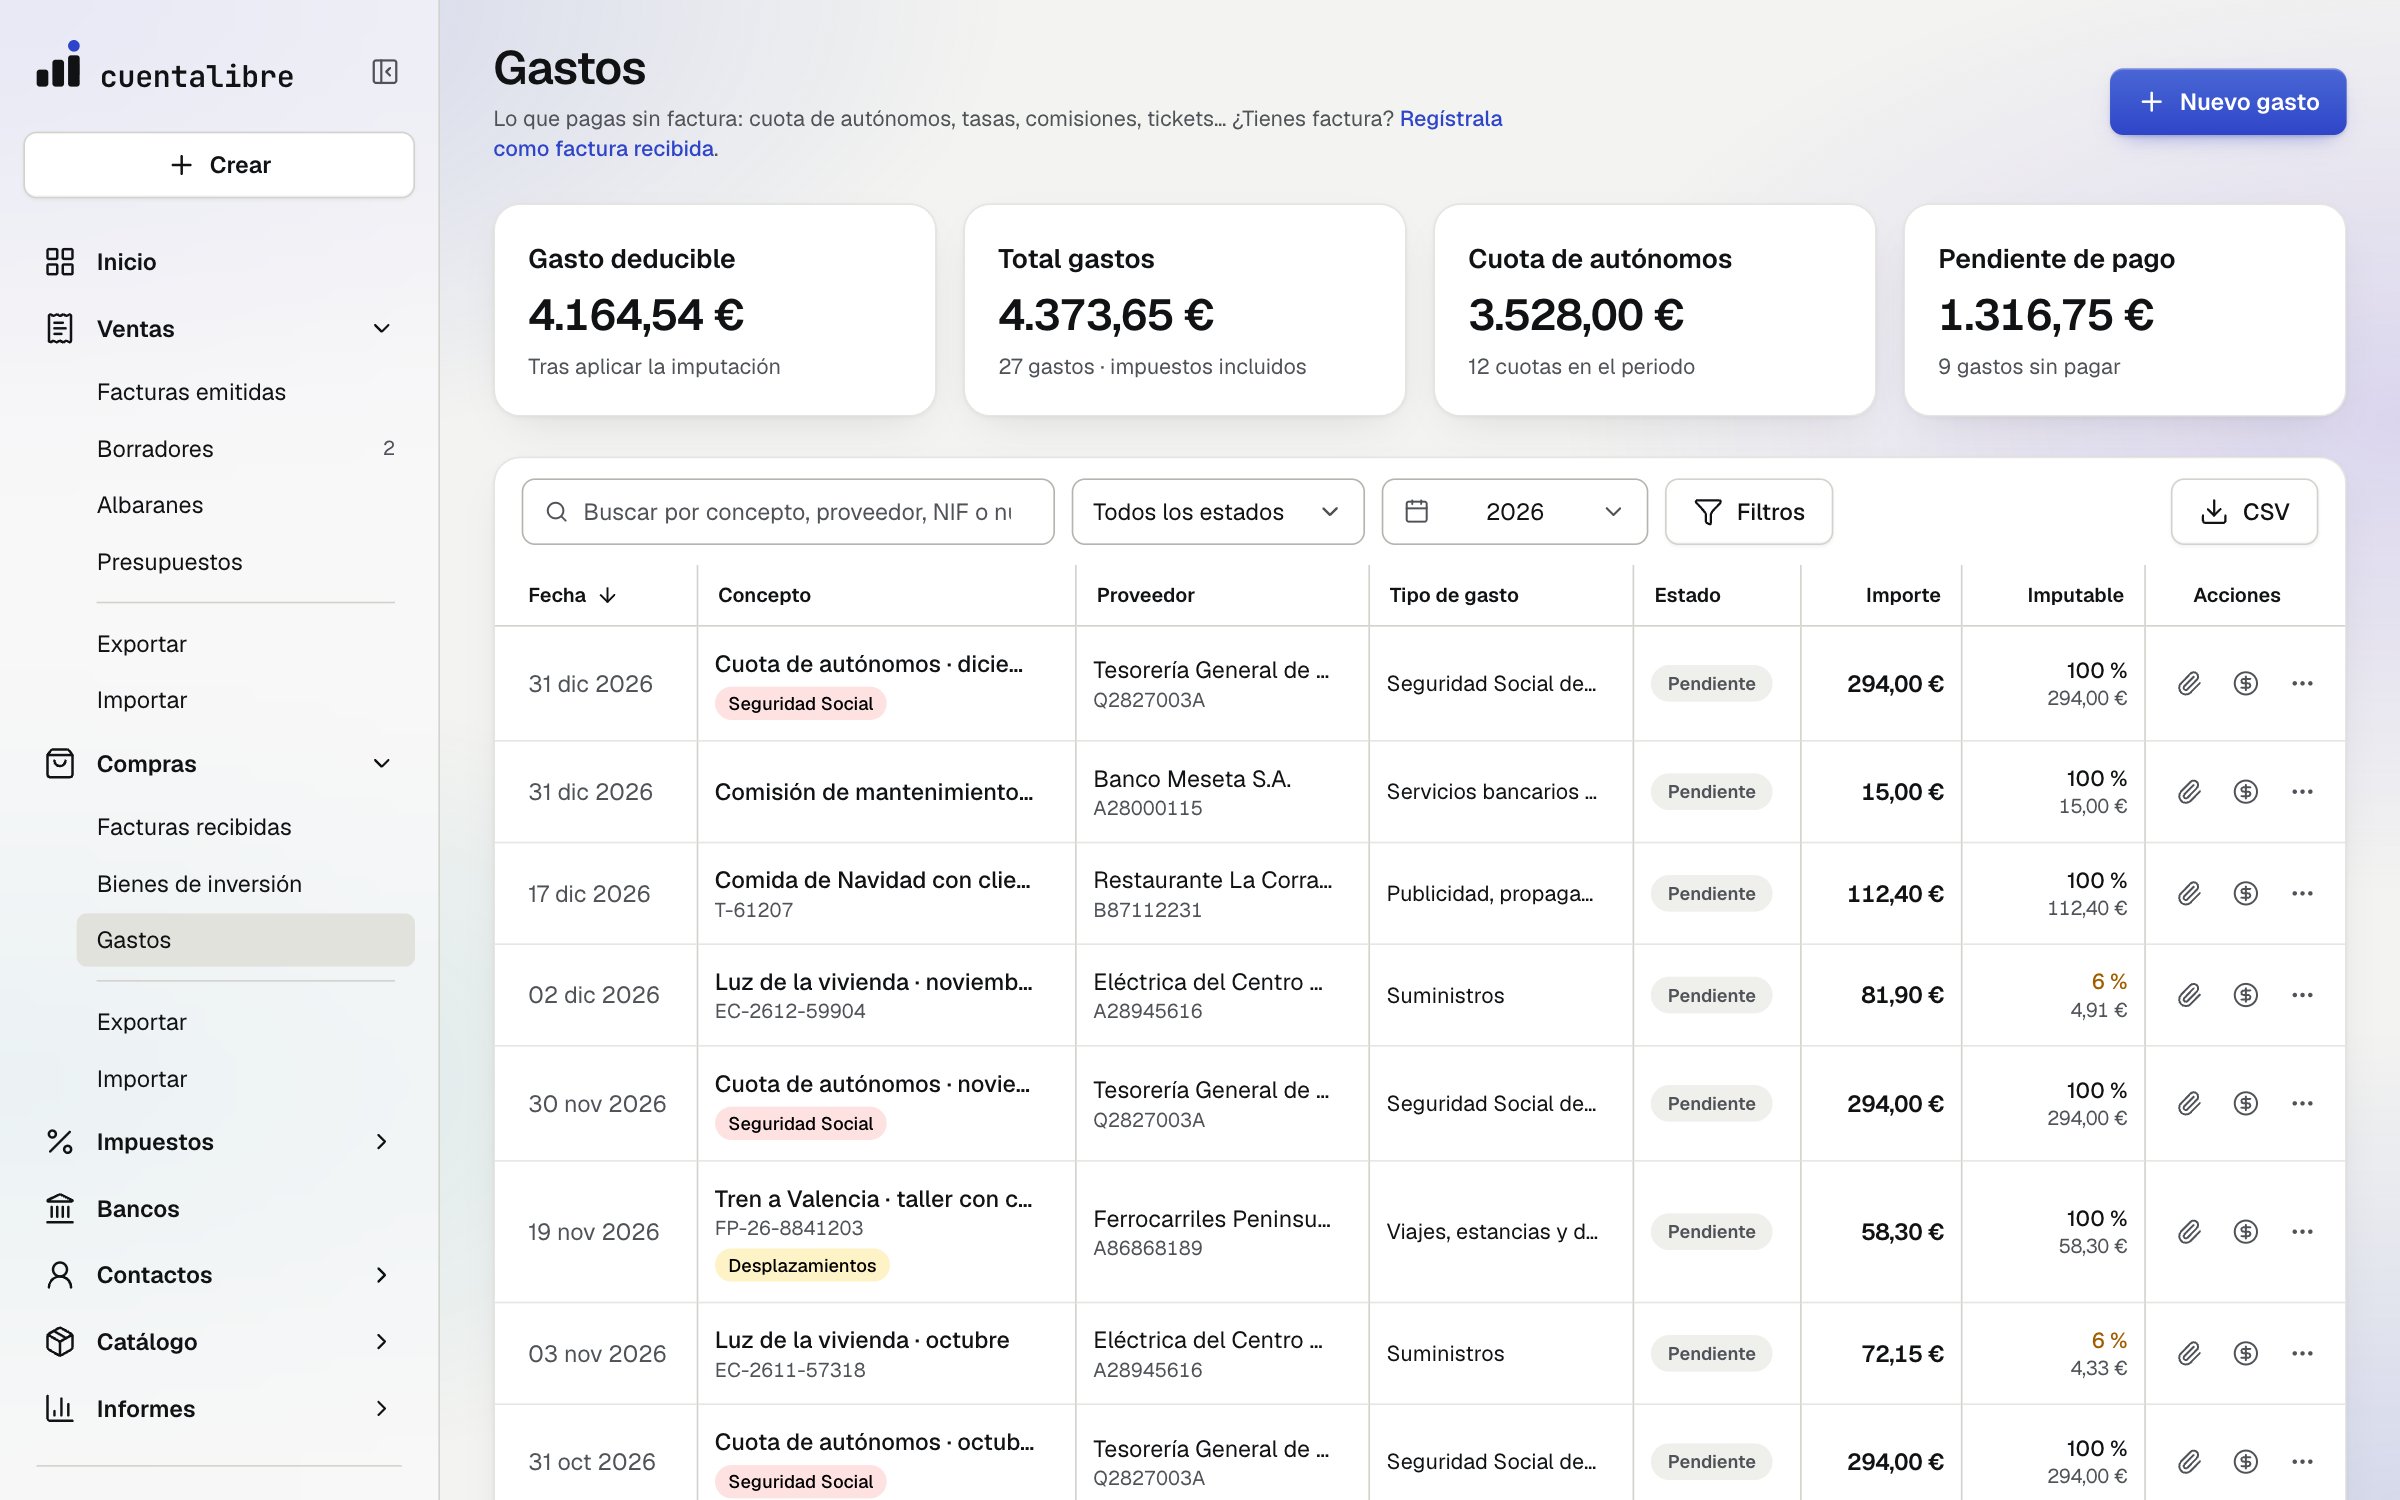 cuentalibre
Crear
Inicio
Ventas
Facturas emitidas
Borradores 2
Albaranes
Presupuestos
Exportar
Importar
Compras
Facturas recibidas
Bienes de inversión
Gastos
Exportar
Importar
Impuestos
Bancos
Contactos
Catálogo
Informes
Gastos
Lo que pagas sin factura: cuota de autónomos, tasas, comisiones, tickets... ¿Tienes factura? Regístrala
como factura recibida.
Nuevo gasto
Gasto deducible
4.164,54 €
Tras aplicar la imputación
Total gastos
4.373,65 €
27 gastos · impuestos incluidos
Cuota de autónomos
3.528,00 €
12 cuotas en el periodo
Pendiente de pago
1.316,75 €
9 gastos sin pagar
Buscar por concepto, proveedor, NIF o
Todos los estados
2026
Filtros
CSV
Fecha Concepto Proveedor Tipo de gasto Estado Importe Imputable Acciones
31 dic 2026
Cuota de autónomos · dicie...
Seguridad Social
Tesorería General de ...
Q2827003A
Seguridad Social de...
Pendiente
294,00 €
100 %
294,00 €
31 dic 2026
Comisión de mantenimiento...
Banco Meseta S.A.
A28000115
Servicios bancarios ...
Pendiente
15,00 €
100 %
15,00 €
17 dic 2026
Comida de Navidad con clie...
T-61207
Restaurante La Corra...
B87112231
Publicidad, propaga...
Pendiente
112,40 €
100 %
112,40 €
02 dic 2026
Luz de la vivienda · noviemb...
EC-2612-59904
Eléctrica del Centro ...
A28945616
Suministros
Pendiente
81,90 €
6 %
4,91 €
30 nov 2026
Cuota de autónomos · novie...
Seguridad Social
Tesorería General de ...
Q2827003A
Seguridad Social de...
Pendiente
294,00 €
100 %
294,00 €
19 nov 2026
Tren a Valencia · taller con c...
FP-26-8841203
Desplazamientos
Ferrocarriles Peninsu...
A86868189
Viajes, estancias y d...
Pendiente
58,30 €
100 %
58,30 €
03 nov 2026
Luz de la vivienda · octubre
EC-2611-57318
Eléctrica del Centro ...
A28945616
Suministros
Pendiente
72,15 €
6 %
4,33 €
31 oct 2026
Cuota de autónomos · octub...
Seguridad Social
Tesorería General de ...
Q2827003A
Seguridad Social de...
Pendiente
294,00 €
100 %
294,00 €